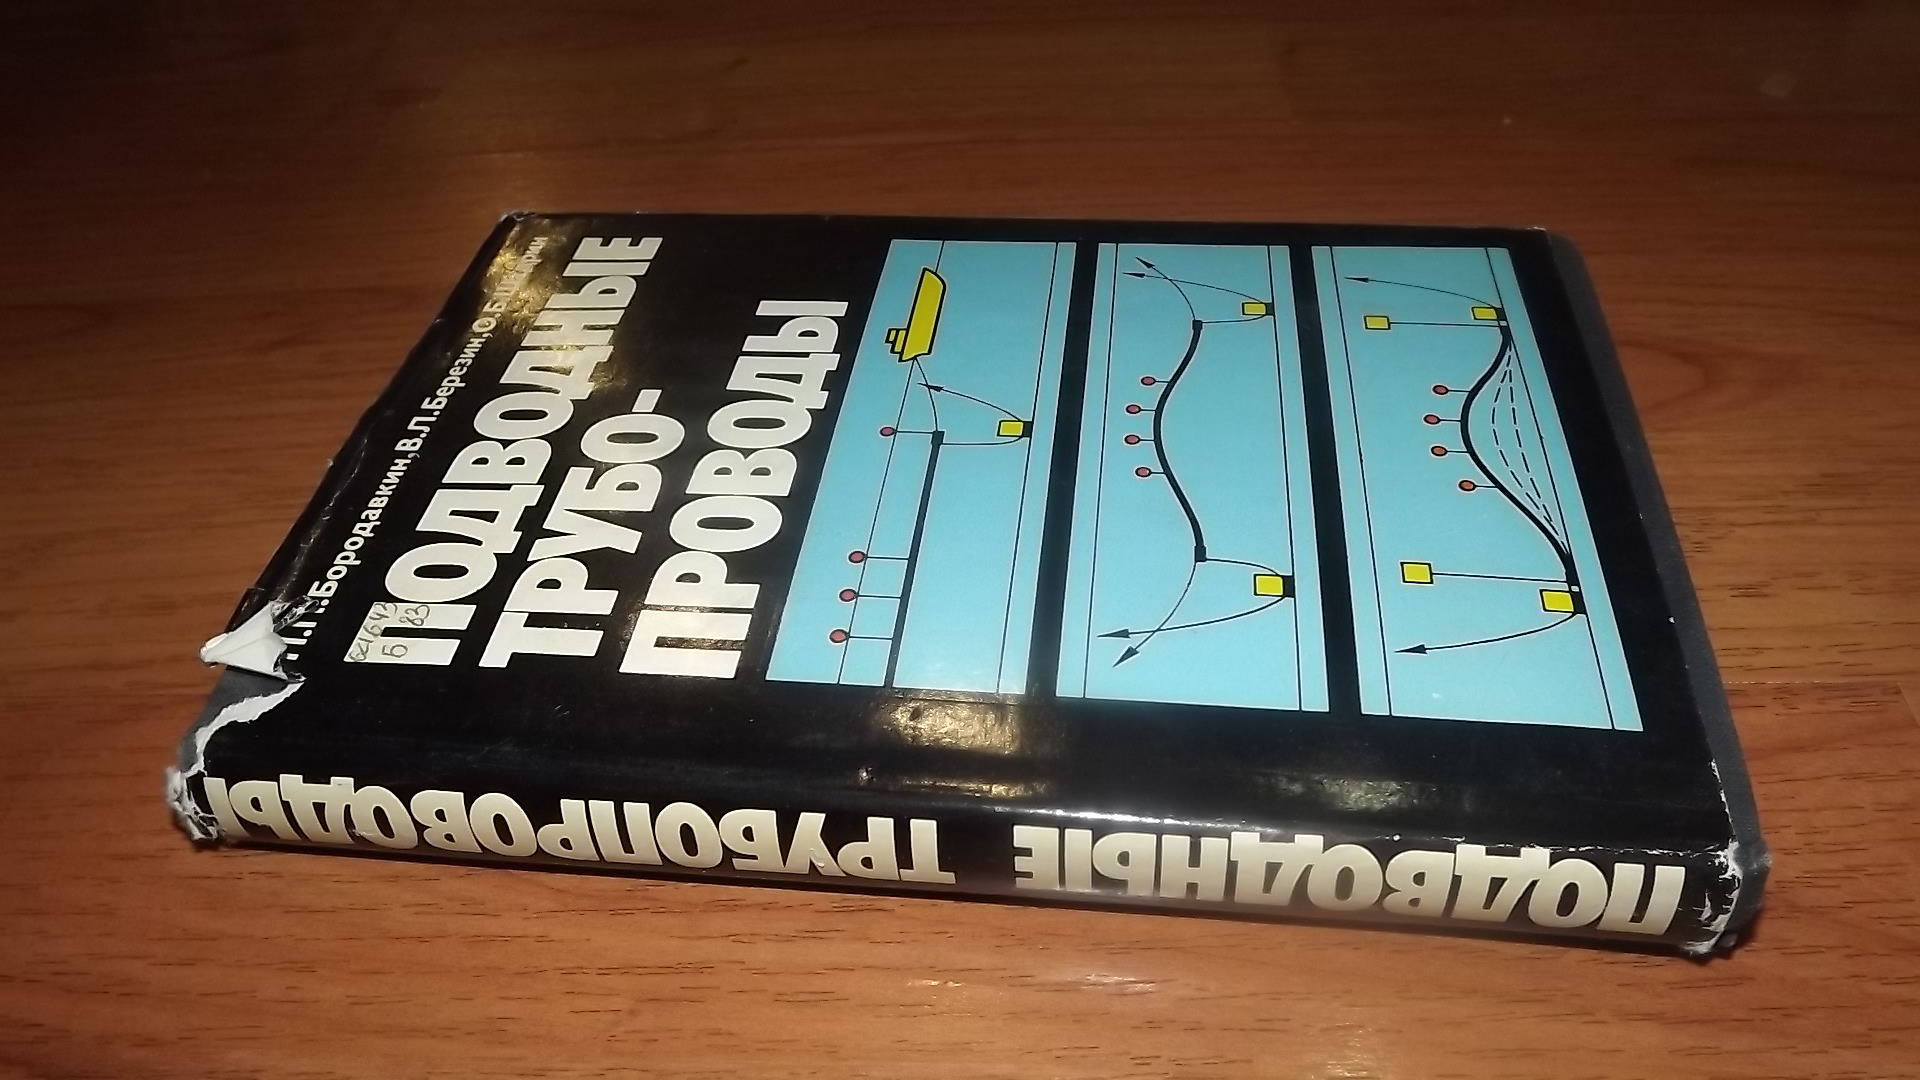 Бородавкин, В.Л.Березин, О.Б.Шадрин
ПОДВОДНЫЕ
ТРУБО-
ПРОВОДЫ
Б 83
ПОДВОДНЫЕ ТРУБОПРОВОДЫ